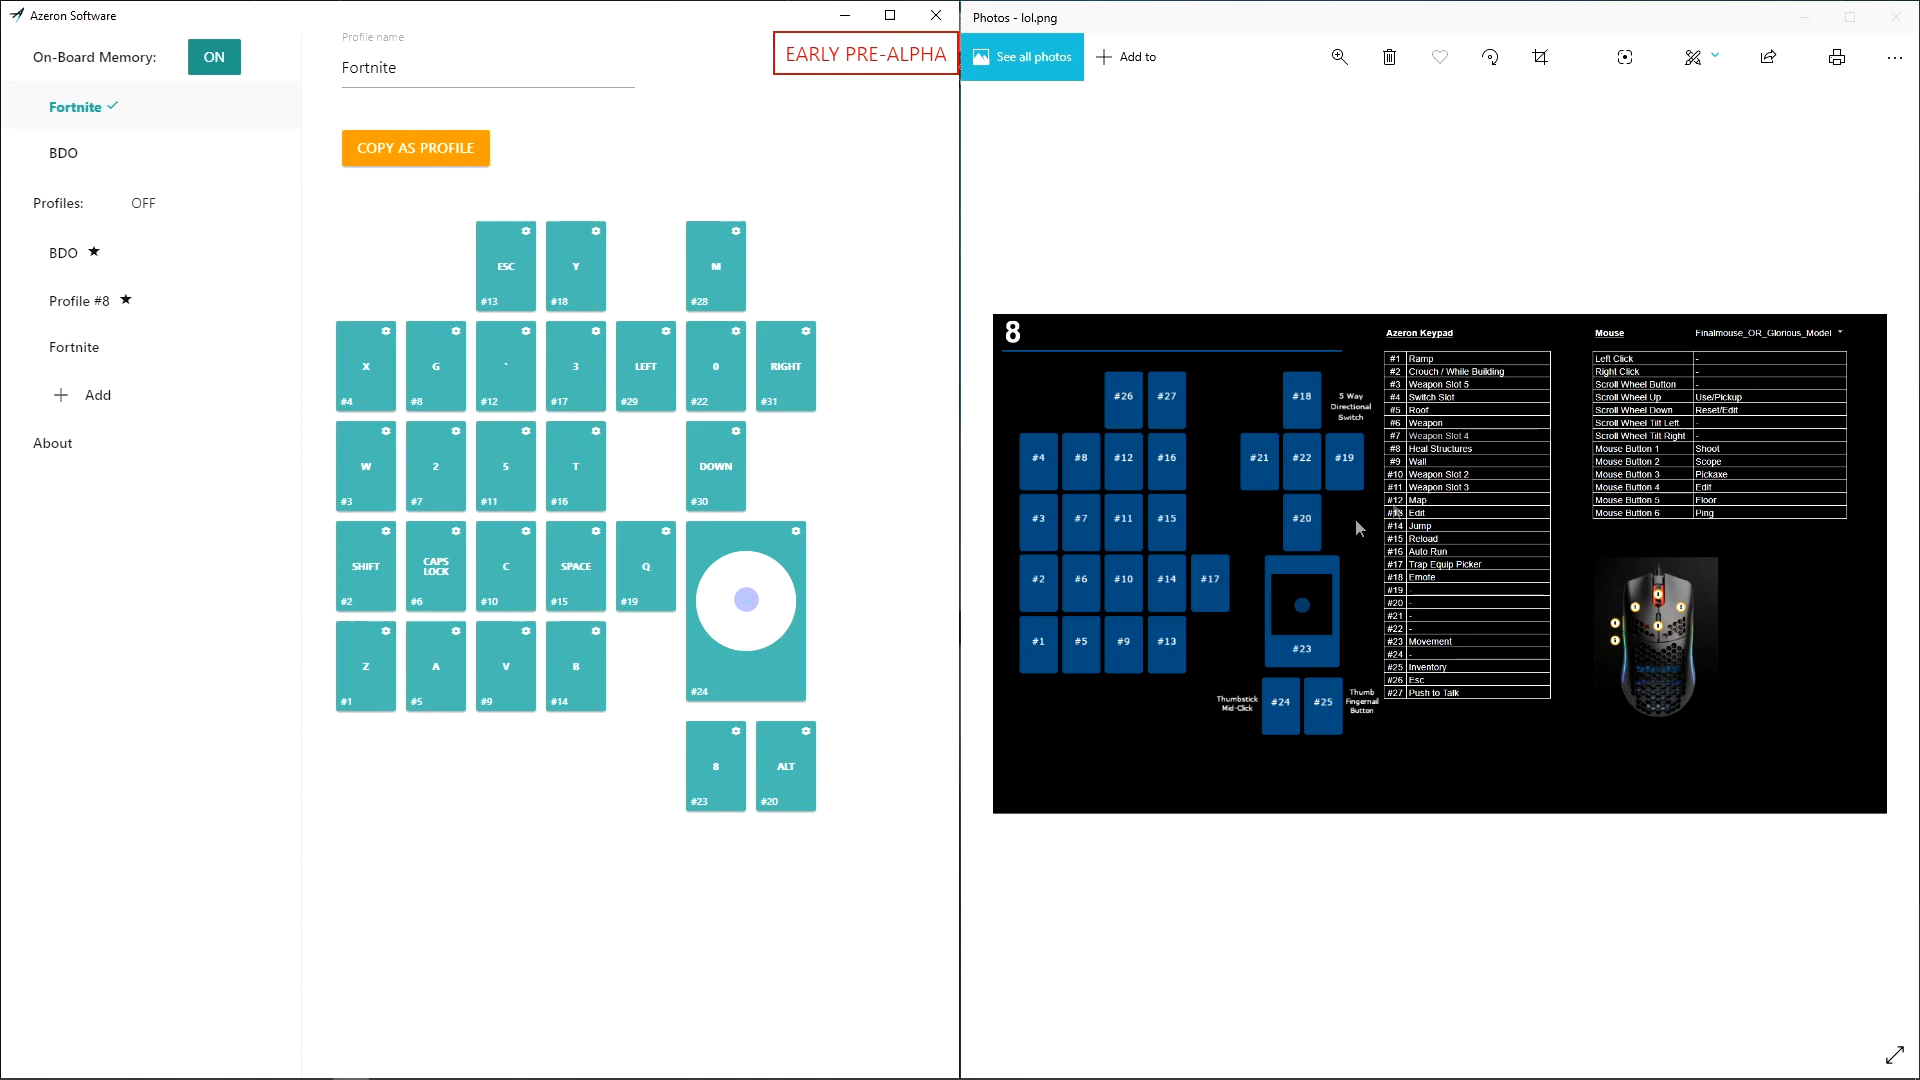 Azeron Software
On-Board Memory:
ON
Fortnite
BDO
Profiles:
OFF
BDO ★
Profile #8 ★
Fortnite
+ Add
About
Profile name
Fortnite
EARLY PRE-ALPHA
COPY AS PROFILE
ESC
#13
Y
#18
M
#28
X
#4
G
#8
`
#12
3
#17
LEFT
#29
0
#22
RIGHT
#31
W
#3
2
#7
5
#11
T
#16
DOWN
#30
SHIFT
#2
CAPS
LOCK
#6
C
#10
SPACE
#15
Q
#19
#24
Z
#1
A
#5
V
#9
B
#14
8
#23
ALT
#20
Photos - lol.png
See all photos
Add to
8
#26 #27 #18
5 Way
Directional
Switch
#4 #8 #12 #16 #21 #22 #19
#3 #7 #11 #15 #20
#2 #6 #10 #14 #17
#1 #5 #9 #13 #23
Thumbstick
Mid-Click
#24 #25
Thumb
Fingernail
Button
Azeron Keypad
#1 Ramp
#2 Crouch / While Building
#3 Weapon Slot 5
#4 Switch Slot
#5 Roof
#6 Weapon
#7 Weapon Slot 4
#8 Heal Structures
#9 Wall
#10 Weapon Slot 2
#11 Weapon Slot 3
#12 Map
#13 Edit
#14 Jump
#15 Reload
#16 Auto Run
#17 Trap Equip Picker
#18 Emote
#19 -
#20 -
#21 -
#22 -
#23 Movement
#24 -
#25 Inventory
#26 Esc
#27 Push to Talk
Mouse Finalmouse_OR_Glorious_Model
Left Click -
Right Click -
Scroll Wheel Button -
Scroll Wheel Up Use/Pickup
Scroll Wheel Down Reset/Edit
Scroll Wheel Tilt Left -
Scroll Wheel Tilt Right -
Mouse Button 1 Shoot
Mouse Button 2 Scope
Mouse Button 3 Pickaxe
Mouse Button 4 Edit
Mouse Button 5 Floor
Mouse Button 6 Ping